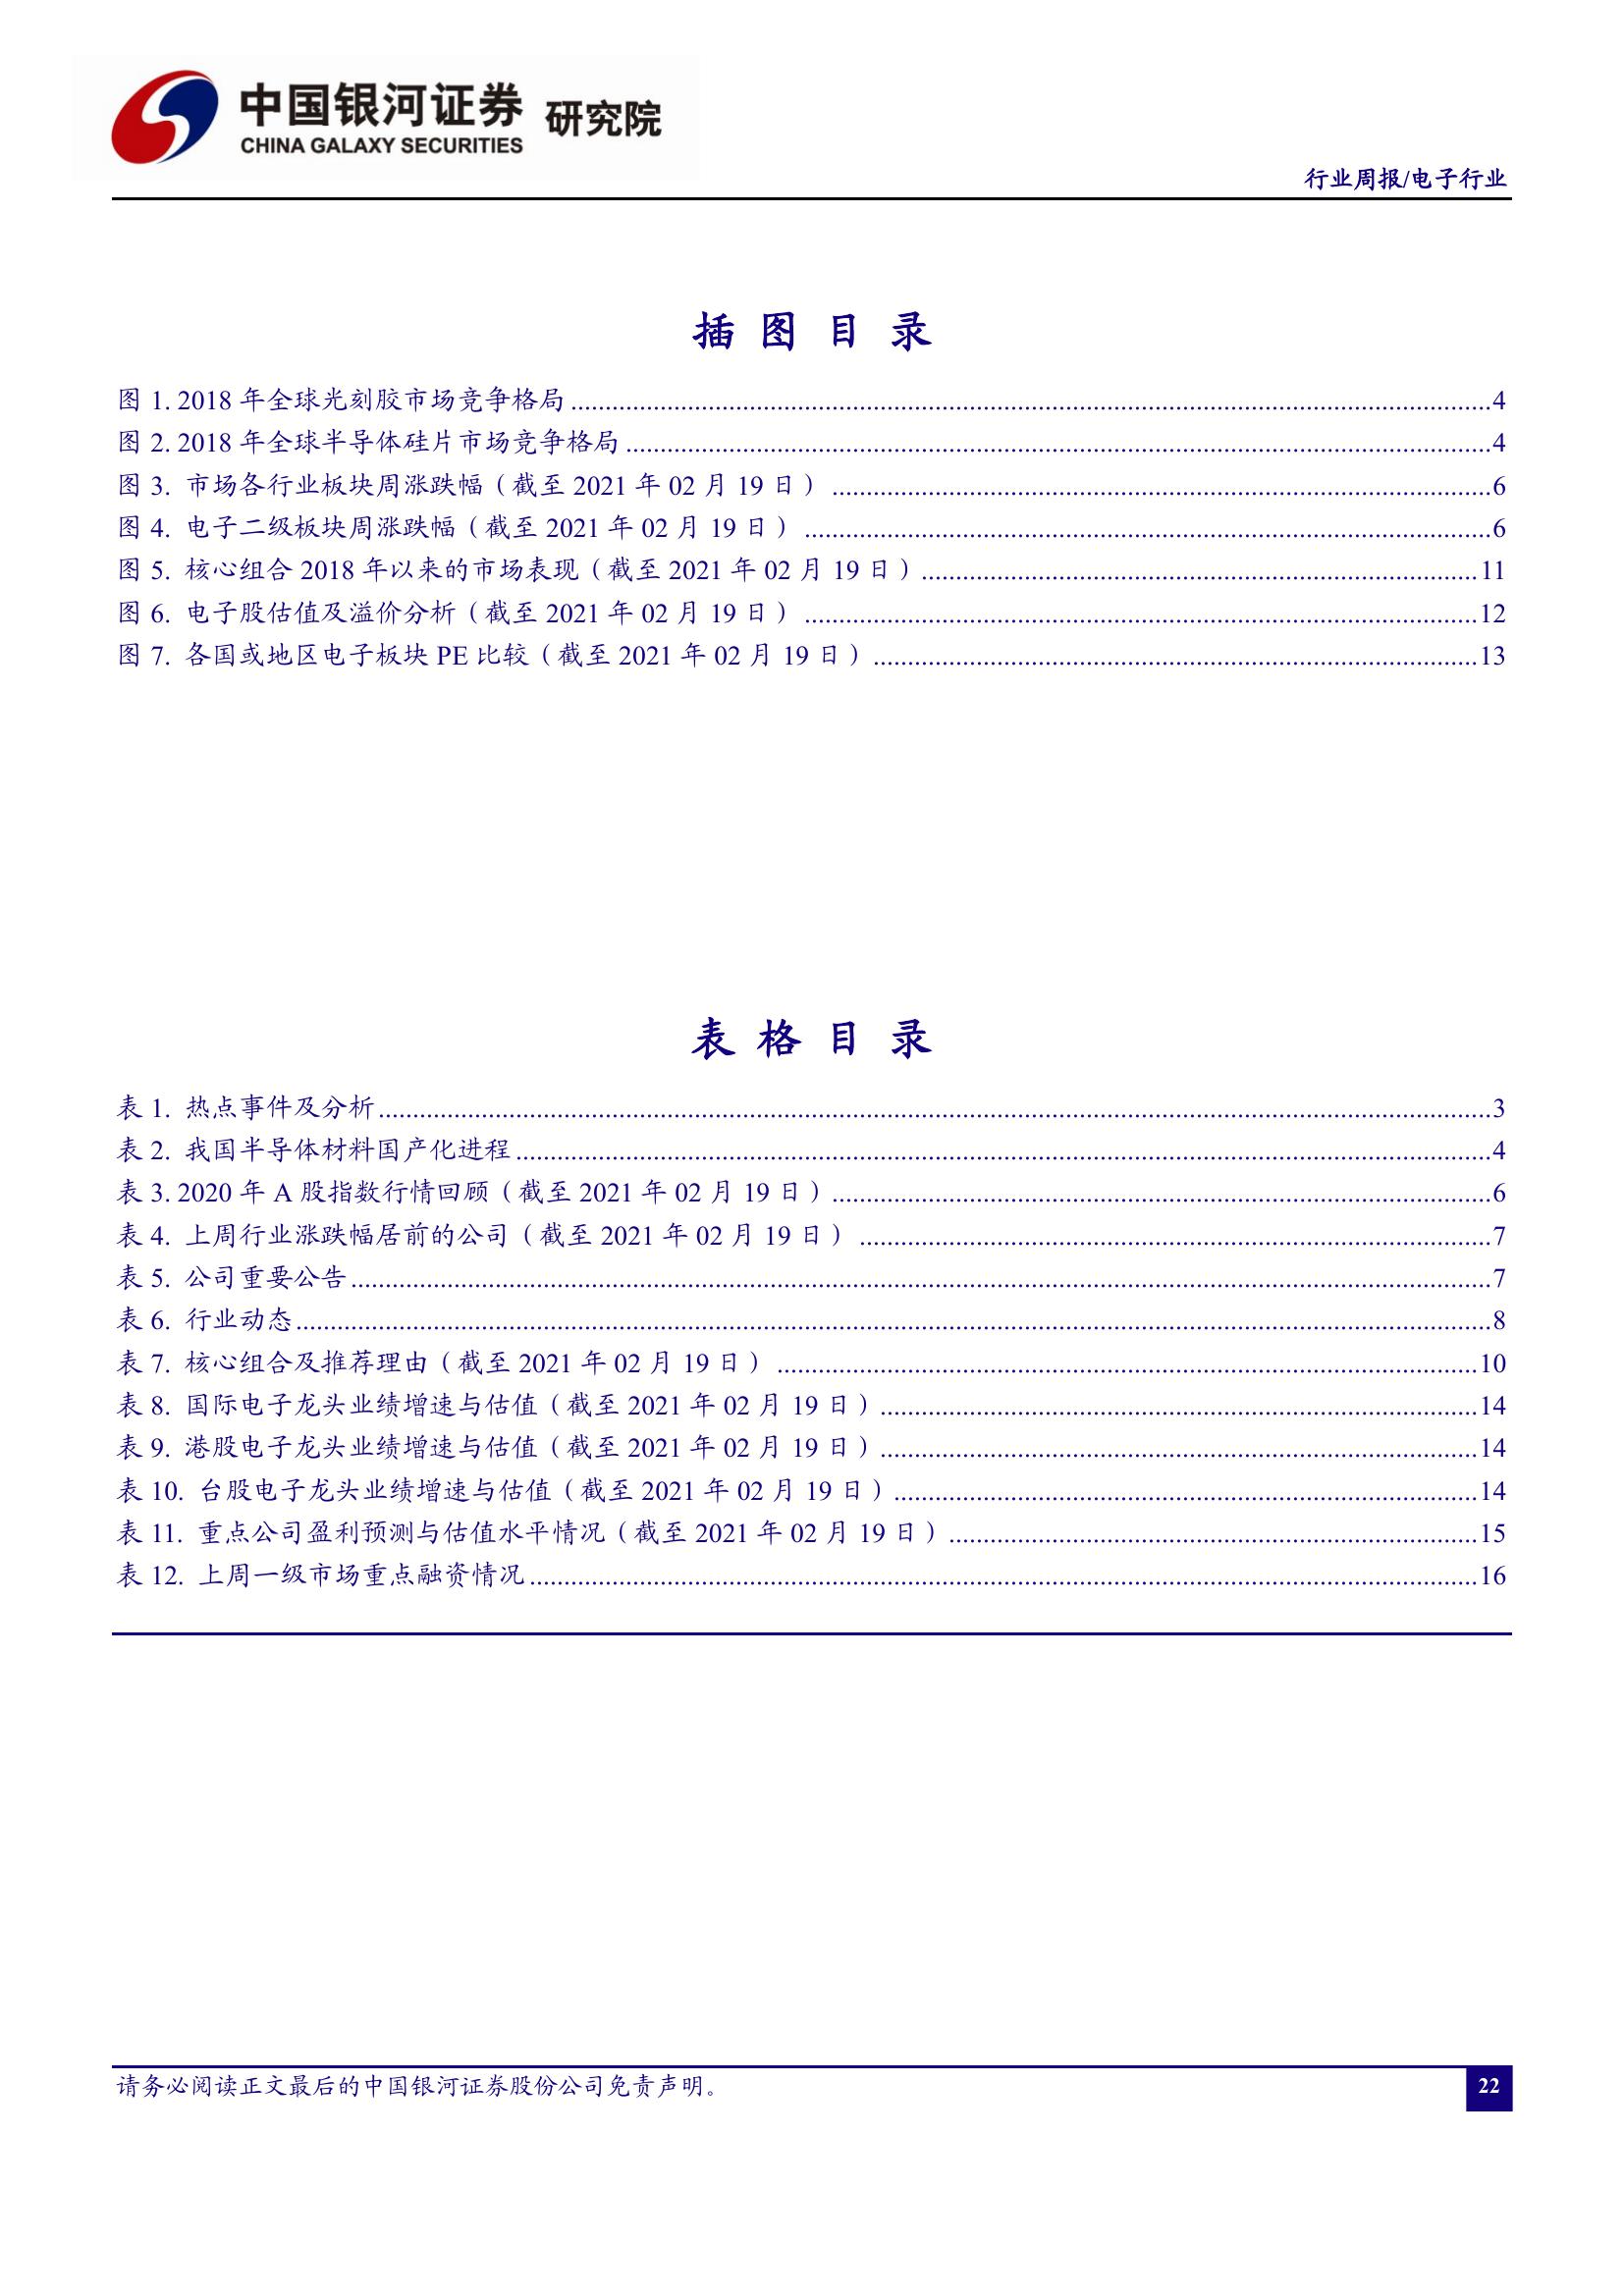 中国银河证券 研究院
CHINA GALAXY SECURITIES
行业周报/电子行业
插 图 目 录
图 1. 2018 年全球光刻胶市场竞争格局 ........ 4
图 2. 2018 年全球半导体硅片市场竞争格局 ........ 4
图 3. 市场各行业板块周涨跌幅（截至 2021 年 02 月 19 日） ........ 6
图 4. 电子二级板块周涨跌幅（截至 2021 年 02 月 19 日） ........ 6
图 5. 核心组合 2018 年以来的市场表现（截至 2021 年 02 月 19 日） ........ 11
图 6. 电子股估值及溢价分析（截至 2021 年 02 月 19 日） ........ 12
图 7. 各国或地区电子板块 PE 比较（截至 2021 年 02 月 19 日） ........ 13
表 格 目 录
表 1. 热点事件及分析 ........ 3
表 2. 我国半导体材料国产化进程 ........ 4
表 3. 2020 年 A 股指数行情回顾（截至 2021 年 02 月 19 日） ........ 6
表 4. 上周行业涨跌幅居前的公司（截至 2021 年 02 月 19 日） ........ 7
表 5. 公司重要公告 ........ 7
表 6. 行业动态 ........ 8
表 7. 核心组合及推荐理由（截至 2021 年 02 月 19 日） ........ 10
表 8. 国际电子龙头业绩增速与估值（截至 2021 年 02 月 19 日） ........ 14
表 9. 港股电子龙头业绩增速与估值（截至 2021 年 02 月 19 日） ........ 14
表 10. 台股电子龙头业绩增速与估值（截至 2021 年 02 月 19 日） ........ 14
表 11. 重点公司盈利预测与估值水平情况（截至 2021 年 02 月 19 日） ........ 15
表 12. 上周一级市场重点融资情况 ........ 16
请务必阅读正文最后的中国银河证券股份公司免责声明。
22